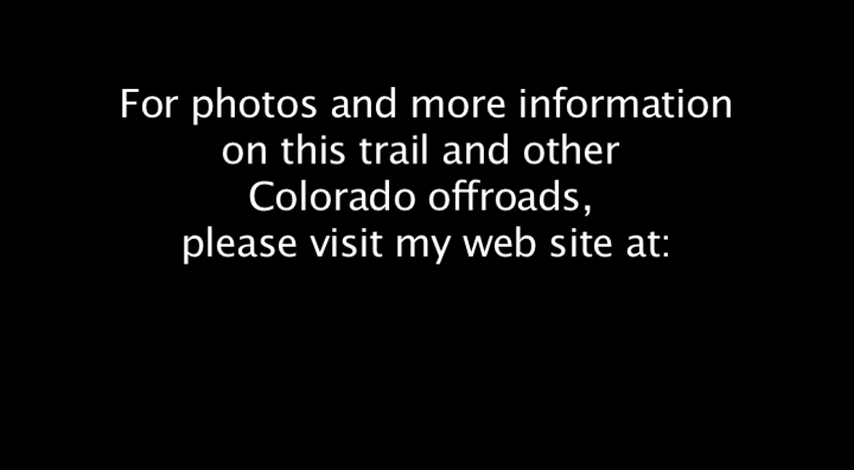 For photos and more information
on this trail and other
Colorado offroads,
please visit my web site at: